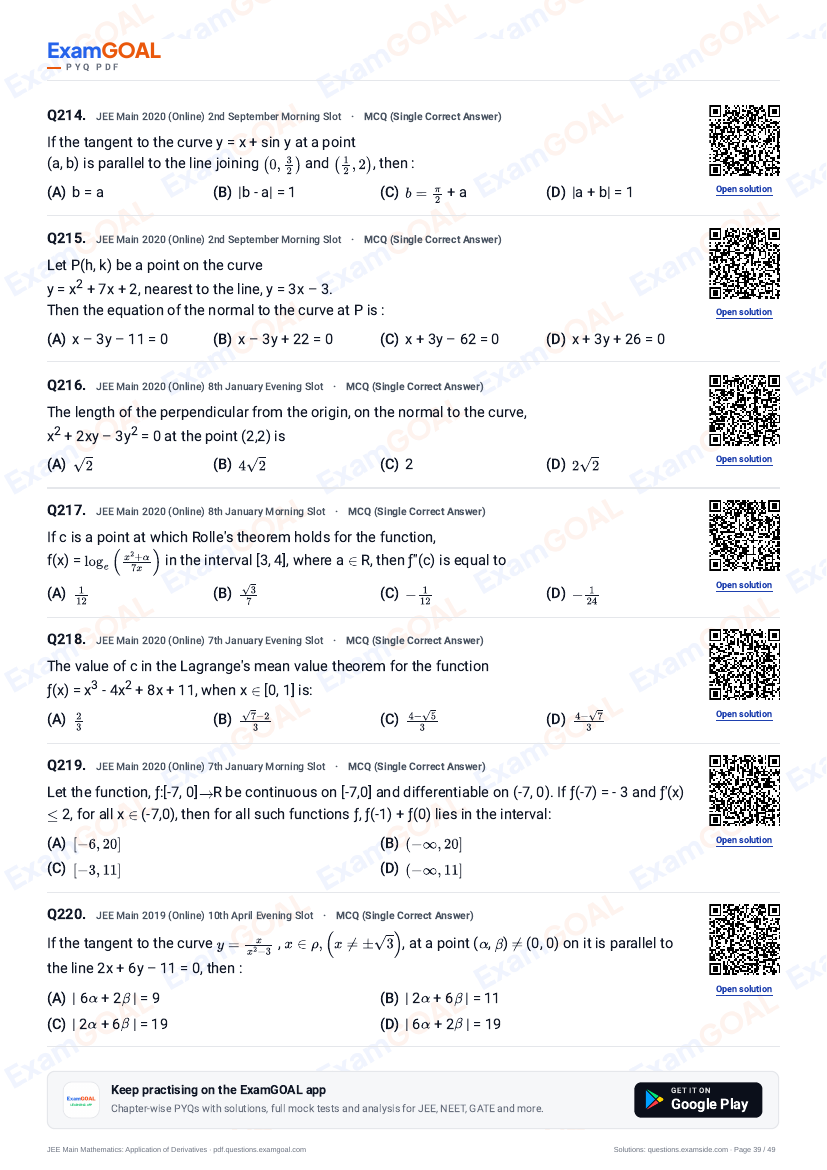 ExamGOAL
PYQ PDF
Q214. JEE Main 2020 (Online) 2nd September Morning Slot · MCQ (Single Correct Answer)
If the tangent to the curve y = x + sin y at a point
(a, b) is parallel to the line joining (0, 3/2) and (1/2, 2), then :
(A) b = a (B) |b - a| = 1 (C) b = π/2 + a (D) |a + b| = 1
Open solution
Q215. JEE Main 2020 (Online) 2nd September Morning Slot · MCQ (Single Correct Answer)
Let P(h, k) be a point on the curve
y = x² + 7x + 2, nearest to the line, y = 3x − 3.
Then the equation of the normal to the curve at P is :
(A) x − 3y − 11 = 0 (B) x − 3y + 22 = 0 (C) x + 3y − 62 = 0 (D) x + 3y + 26 = 0
Open solution
Q216. JEE Main 2020 (Online) 8th January Evening Slot · MCQ (Single Correct Answer)
The length of the perpendicular from the origin, on the normal to the curve,
x² + 2xy − 3y² = 0 at the point (2,2) is
(A) √2 (B) 4√2 (C) 2 (D) 2√2
Open solution
Q217. JEE Main 2020 (Online) 8th January Morning Slot · MCQ (Single Correct Answer)
If c is a point at which Rolle's theorem holds for the function,
f(x) = logₑ ((x²+α)/(7x)) in the interval [3, 4], where a ∈ R, then ƒ''(c) is equal to
(A) 1/12 (B) √3/7 (C) −1/12 (D) −1/24
Open solution
Q218. JEE Main 2020 (Online) 7th January Evening Slot · MCQ (Single Correct Answer)
The value of c in the Lagrange's mean value theorem for the function
ƒ(x) = x³ - 4x² + 8x + 11, when x ∈ [0, 1] is:
(A) 2/3 (B) (√7−2)/3 (C) (4−√5)/3 (D) (4−√7)/3
Open solution
Q219. JEE Main 2020 (Online) 7th January Morning Slot · MCQ (Single Correct Answer)
Let the function, ƒ:[-7, 0]→R be continuous on [-7,0] and differentiable on (-7, 0). If ƒ(-7) = - 3 and ƒ'(x)
≤ 2, for all x ∈ (-7,0), then for all such functions ƒ, ƒ(-1) + ƒ(0) lies in the interval:
(A) [−6, 20] (B) (−∞, 20]
(C) [−3, 11] (D) (−∞, 11]
Open solution
Q220. JEE Main 2019 (Online) 10th April Evening Slot · MCQ (Single Correct Answer)
If the tangent to the curve y = x/(x²−3) , x ∈ ρ, (x ≠ ±√3), at a point (α, β) ≠ (0, 0) on it is parallel to
the line 2x + 6y − 11 = 0, then :
(A) | 6α + 2β | = 9 (B) | 2α + 6β | = 11
(C) | 2α + 6β | = 19 (D) | 6α + 2β | = 19
Open solution
Keep practising on the ExamGOAL app
Chapter-wise PYQs with solutions, full mock tests and analysis for JEE, NEET, GATE and more.
GET IT ON
Google Play
JEE Main Mathematics: Application of Derivatives · pdf.questions.examgoal.com
Solutions: questions.examside.com · Page 39 / 49